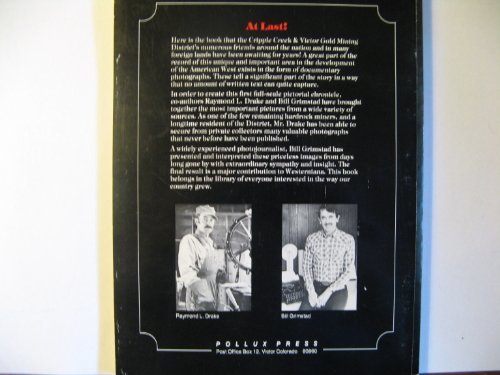 At Last!
Here is the book that the Cripple Creek & Victor Gold Mining
District's numerous friends around the nation and in many
foreign lands have been awaiting for years! A great part of the
record of this unique and important area in the development
of the American West exists in the form of documentary
photographs. These tell a significant part of the story in a way
that no amount of written text can quite capture.
In order to create this first full-scale pictorial chronicle,
co-authors Raymond L. Drake and Bill Grimstad have brought
together the most important pictures from a wide variety of
sources. As one of the few remaining hardrock miners, and a
longtime resident of the District, Mr. Drake has been able to
secure from private collectors many valuable photographs
that never before have been published.
A widely experienced photojournalist, Bill Grimstad has
presented and interpreted these priceless images from days
long gone by with extraordinary sympathy and insight. The
final result is a major contribution to Westerniana. This book
belongs in the library of everyone interested in the way our
country grew.
Raymond L. Drake
Bill Grimstad
POLLUX PRESS
Post Office Box 12, Victor Colorado 80860